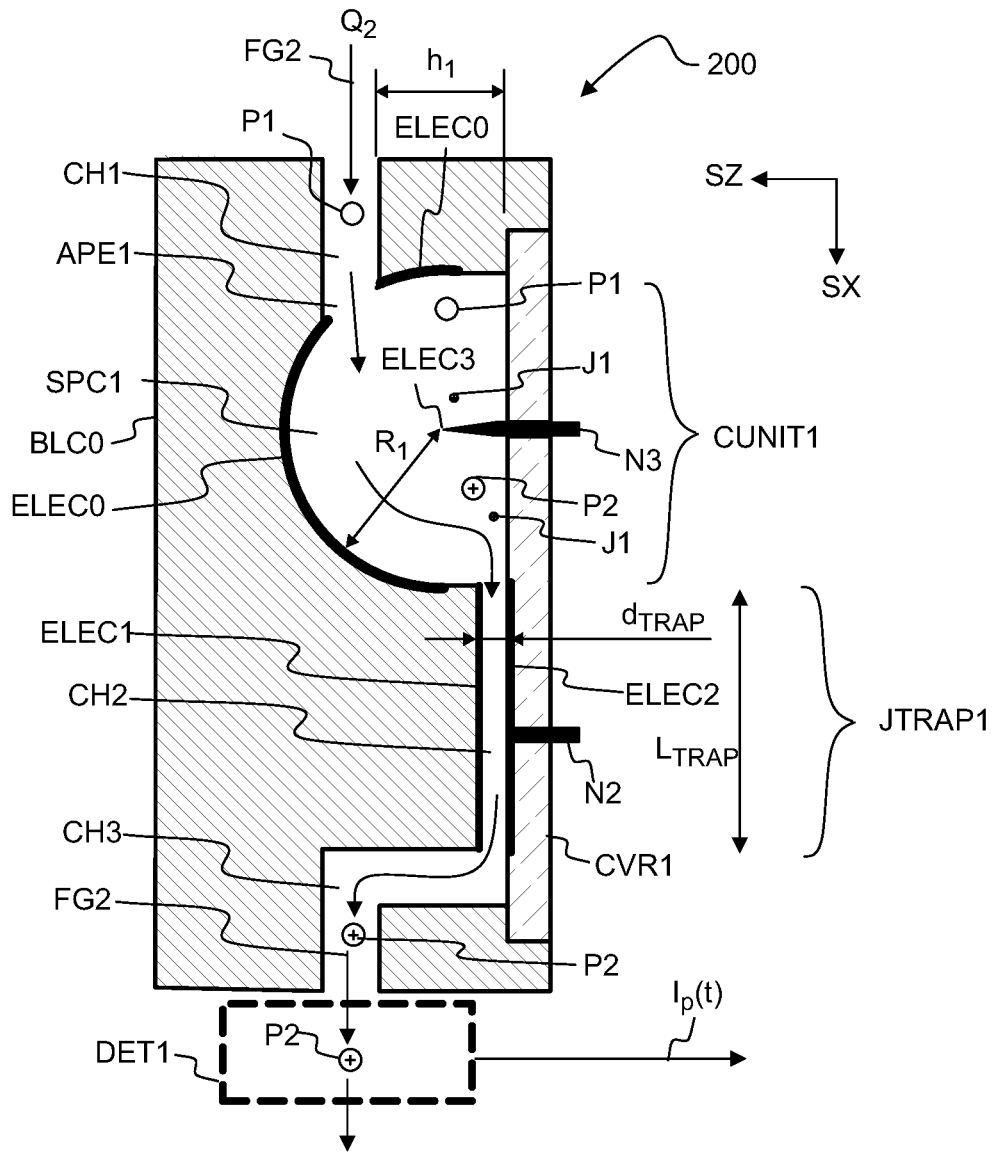 Q2
FG2
h1
200
P1
ELEC0
CH1
SZ
APE1
SX
P1
ELEC3
J1
SPC1
BLC0
R1
CUNIT1
N3
ELEC0
P2
J1
ELEC1
dTRAP
CH2
ELEC2
JTRAP1
LTRAP
N2
CH3
CVR1
FG2
P2
Ip(t)
P2
DET1